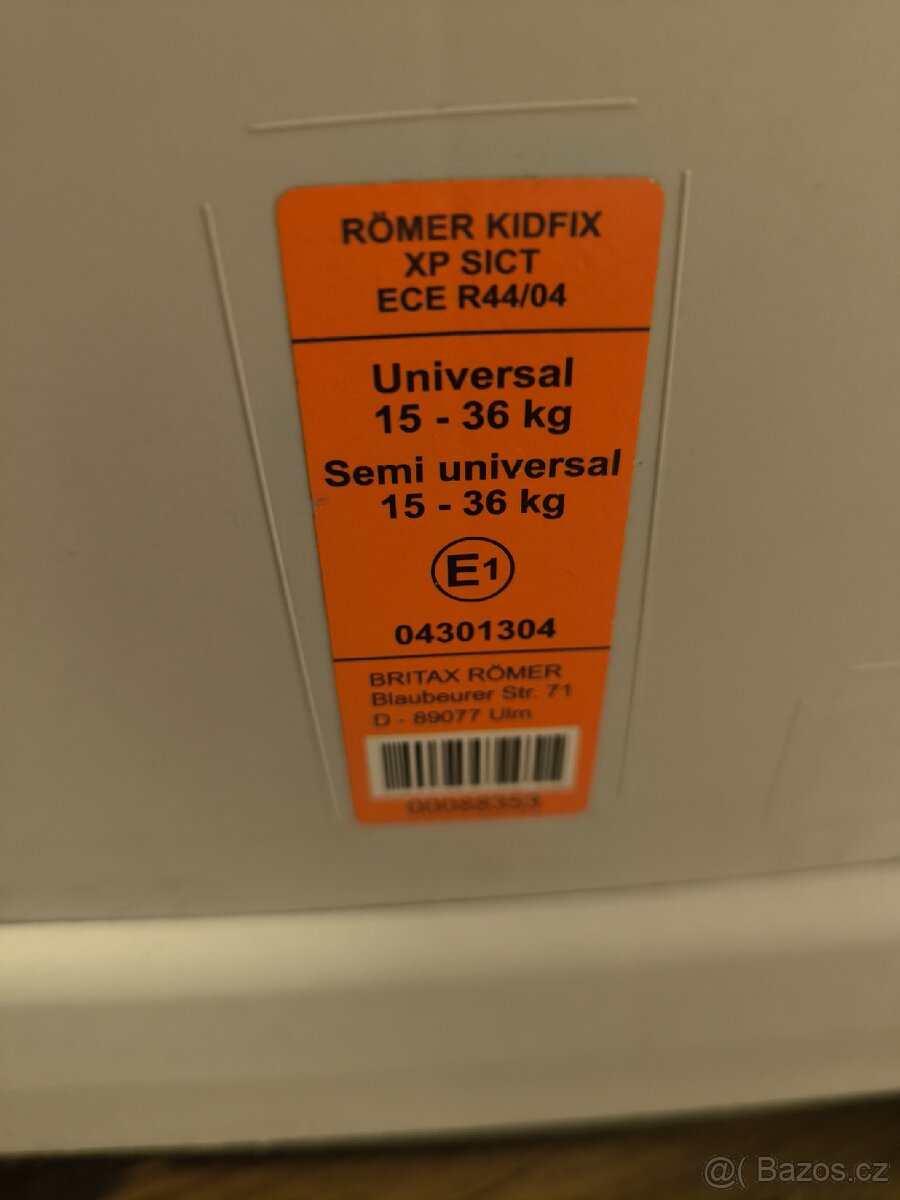 RÖMER KIDFIX
XP SICT
ECE R44/04
Universal
15 - 36 kg
Semi universal
15 - 36 kg
E1
04301304
BRITAX RÖMER
Blaubeurer Str. 71
D - 89077 Ulm
00088353
@( Bazos.cz